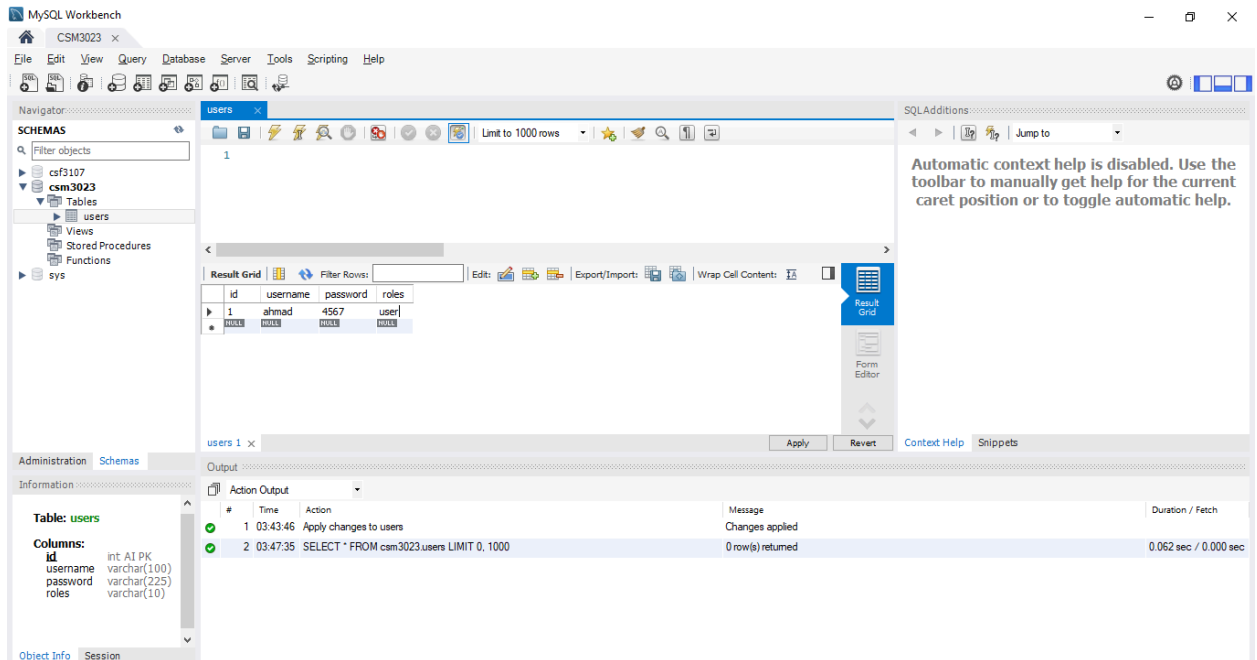 MySQL Workbench
CSM3023
File Edit View Query Database Server Tools Scripting Help
Navigator
SCHEMAS
Filter objects
csf3107
csm3023
Tables
users
Views
Stored Procedures
Functions
sys
Administration Schemas
Information
Table: users
Columns:
id int AI PK
username varchar(100)
password varchar(225)
roles varchar(10)
Object Info Session
users
Limit to 1000 rows
1
Result Grid Filter Rows: Edit: Export/Import: Wrap Cell Content:
id username password roles
1 ahmad 4567 user
NULL NULL NULL NULL
Result Grid
Form Editor
users 1 Apply Revert
SQLAdditions
Jump to
Automatic context help is disabled. Use the
toolbar to manually get help for the current
caret position or to toggle automatic help.
Context Help Snippets
Output
Action Output
# Time Action Message Duration / Fetch
1 03:43:46 Apply changes to users Changes applied
2 03:47:35 SELECT * FROM csm3023.users LIMIT 0, 1000 0 row(s) returned 0.062 sec / 0.000 sec